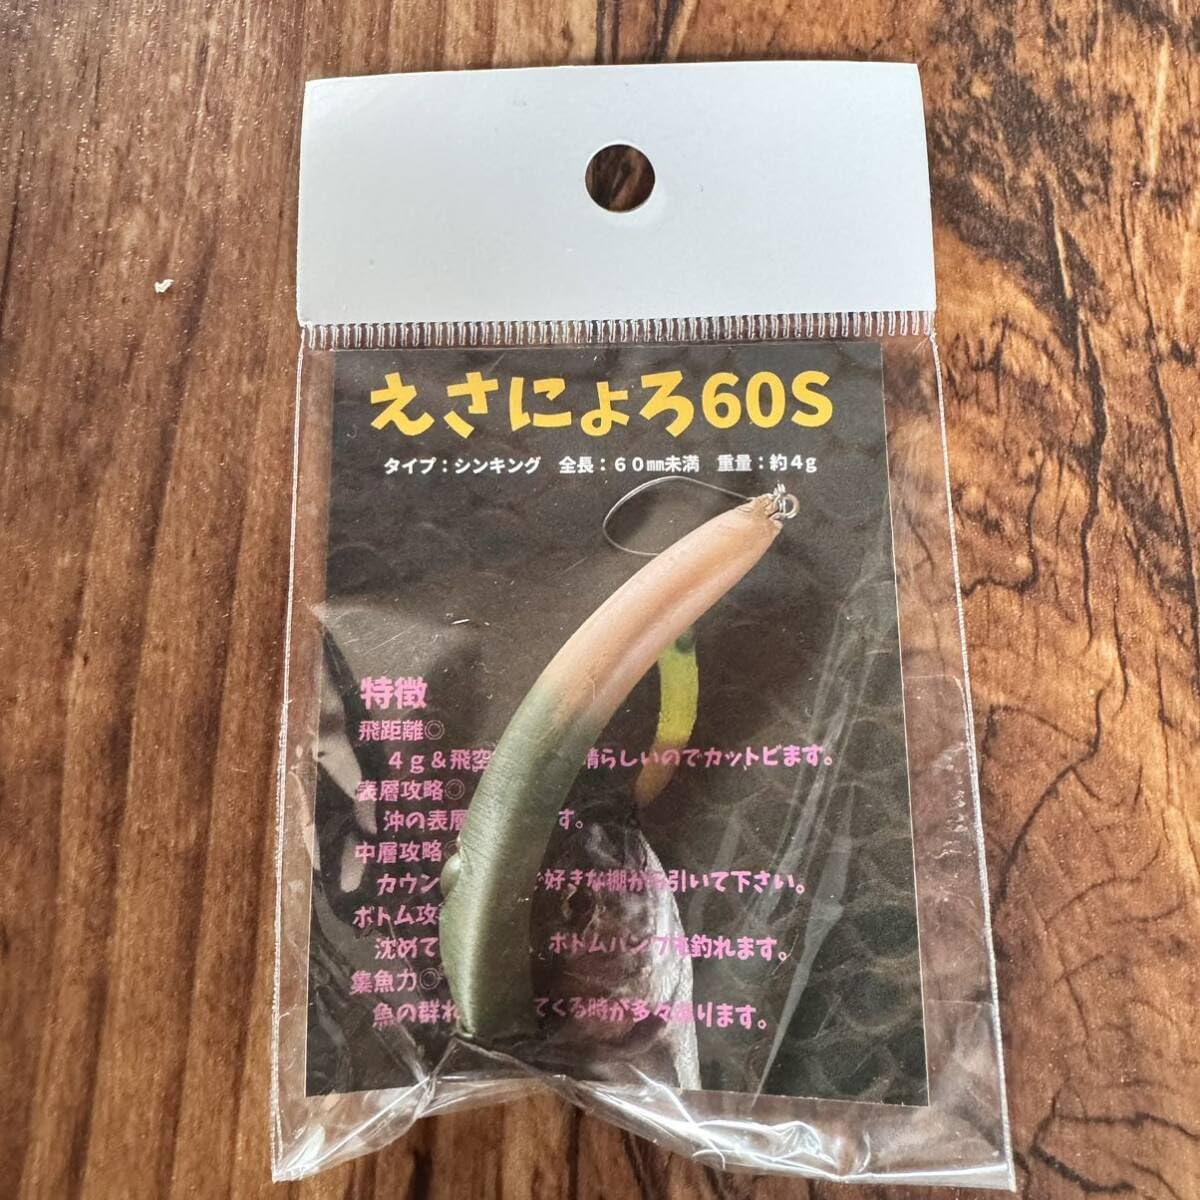 えさにょろ60S
タイプ：シンキング　全長：６０㎜未満　重量：約４g
特徴
飛距離◎
４g＆飛空 晴らしいのでカットビます。
表層攻略◎
沖の表層 す。
中層攻略
カウン 好きな棚から引いて下さい。
ボトム攻
沈めて ボトムバンプも釣れます。
集魚力◎
魚の群れ てくる時が多々あります。